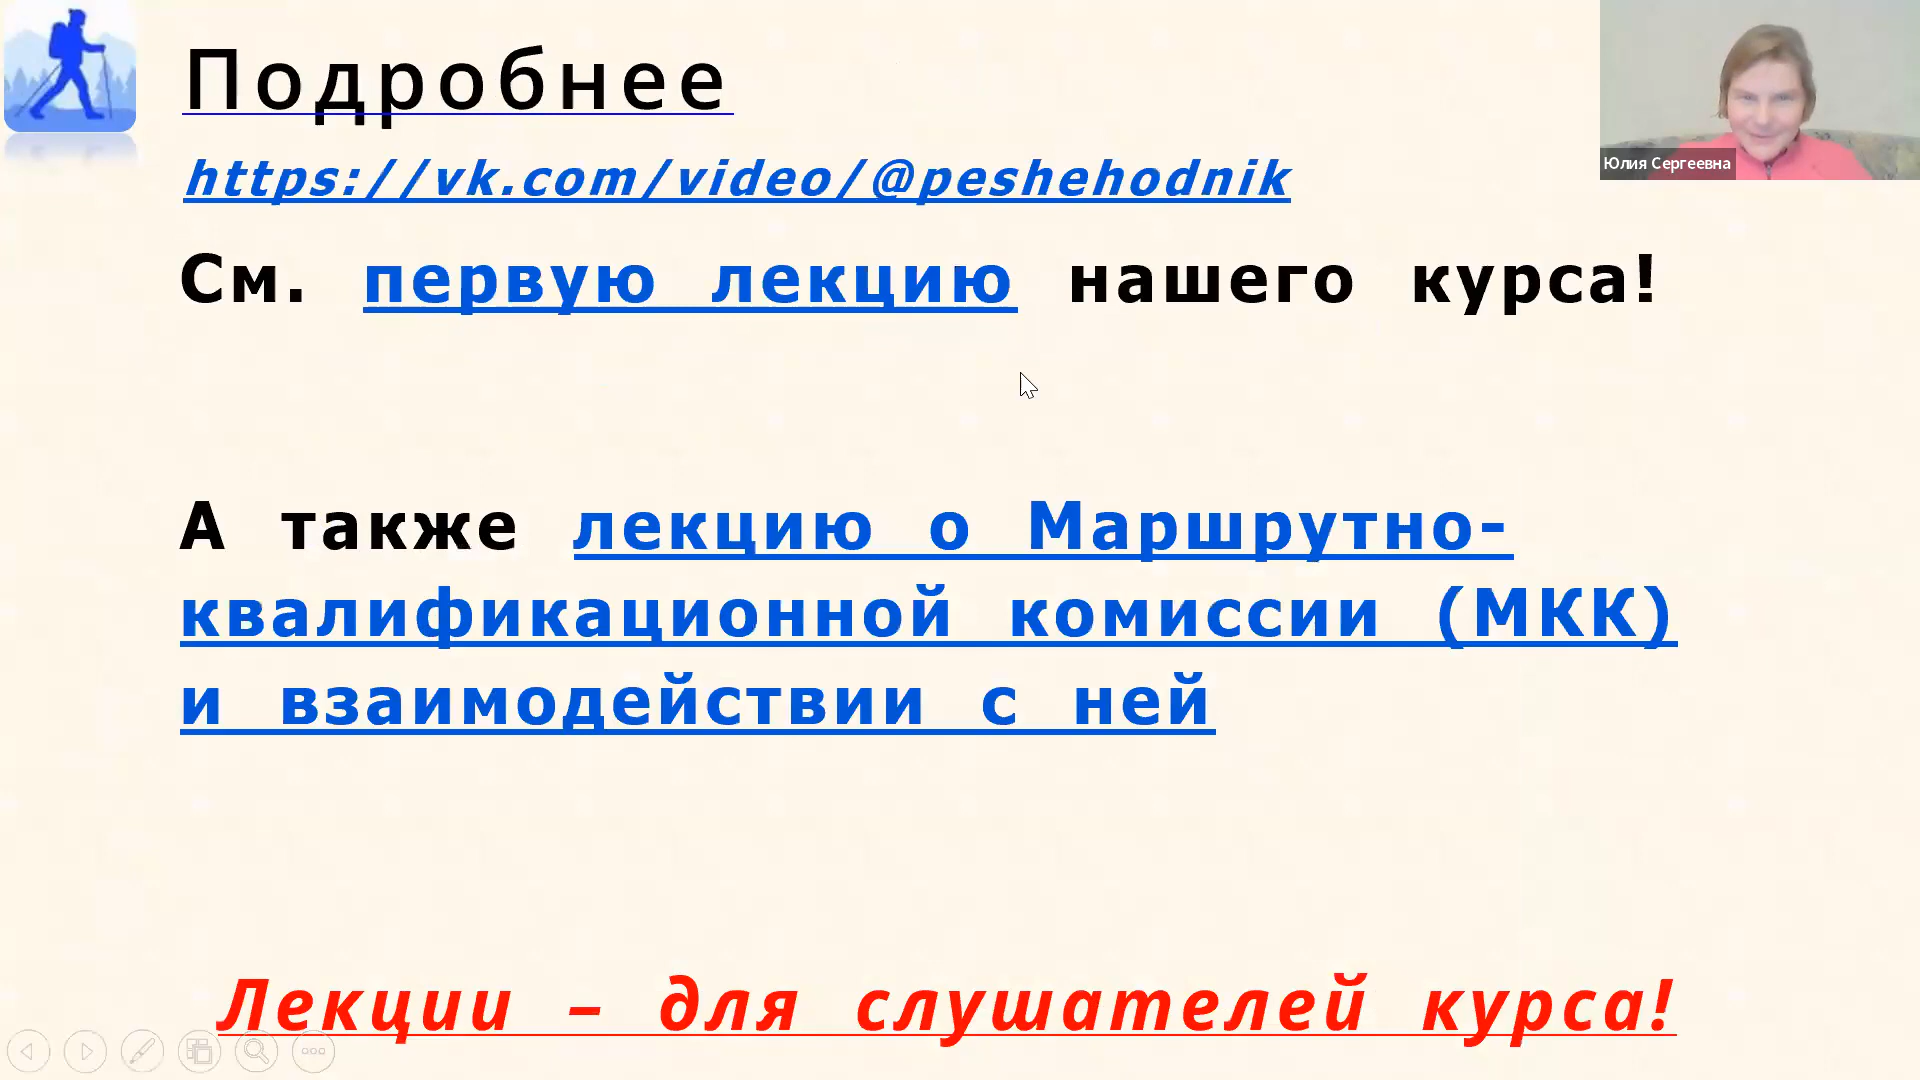 Подробнее
https://vk.com/video/@peshehodnik
Юлия Сергеевна
См. первую лекцию нашего курса!
А также лекцию о Маршрутно-
квалификационной комиссии (МКК)
и взаимодействии с ней
Лекции – для слушателей курса!